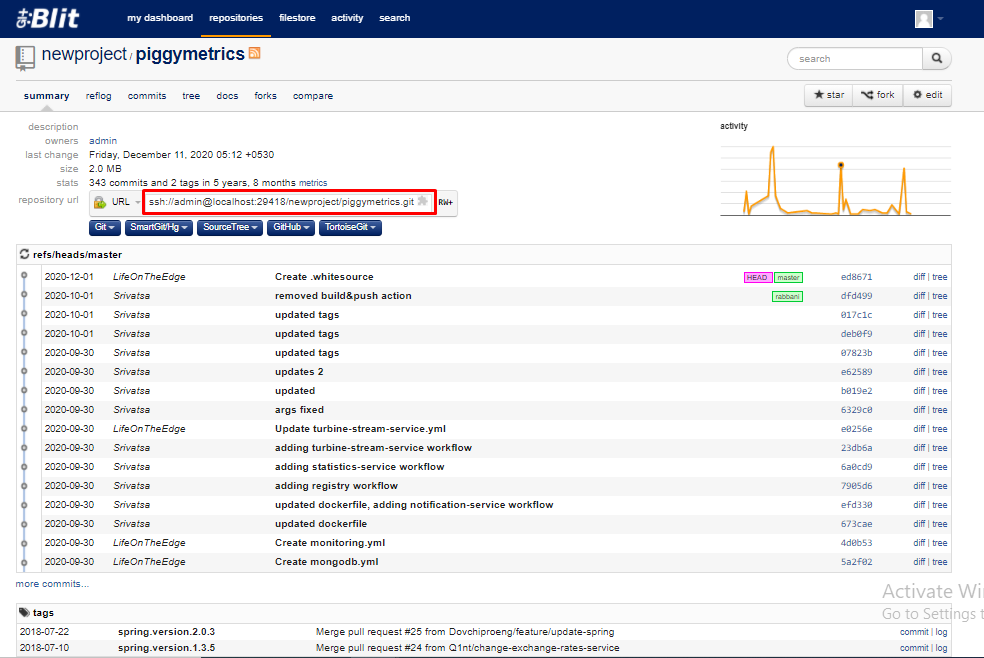 git:Blit my dashboard repositories filestore activity search
newproject / piggymetrics
search
summary reflog commits tree docs forks compare
star fork edit
description
owners admin
last change Friday, December 11, 2020 05:12 +0530
size 2.0 MB
stats 343 commits and 2 tags in 5 years, 8 months metrics
repository url URL ssh://admin@localhost:29418/newproject/piggymetrics.git RW+
Git SmartGit/Hg SourceTree GitHub TortoiseGit
activity
refs/heads/master
2020-12-01 LifeOnTheEdge Create .whitesource HEAD master ed8671 diff | tree
2020-10-01 Srivatsa removed build&push action rabbani dfd499 diff | tree
2020-10-01 Srivatsa updated tags 017c1c diff | tree
2020-10-01 Srivatsa updated tags deb0f9 diff | tree
2020-09-30 Srivatsa updated tags 07823b diff | tree
2020-09-30 Srivatsa updates 2 e62589 diff | tree
2020-09-30 Srivatsa updated b019e2 diff | tree
2020-09-30 Srivatsa args fixed 6329c0 diff | tree
2020-09-30 LifeOnTheEdge Update turbine-stream-service.yml e0256e diff | tree
2020-09-30 Srivatsa adding turbine-stream-service workflow 23db6a diff | tree
2020-09-30 Srivatsa adding statistics-service workflow 6a0cd9 diff | tree
2020-09-30 Srivatsa adding registry workflow 7905d6 diff | tree
2020-09-30 Srivatsa updated dockerfile, adding notification-service workflow efd330 diff | tree
2020-09-30 Srivatsa updated dockerfile 673cae diff | tree
2020-09-30 LifeOnTheEdge Create monitoring.yml 4d0b53 diff | tree
2020-09-30 LifeOnTheEdge Create mongodb.yml 5a2f02 diff | tree
more commits...
Activate Wi
Go to Settings t
tags
2018-07-22 spring.version.2.0.3 Merge pull request #25 from Dovchiproeng/feature/update-spring commit | log
2018-07-10 spring.version.1.3.5 Merge pull request #24 from Q1nt/change-exchange-rates-service commit | log